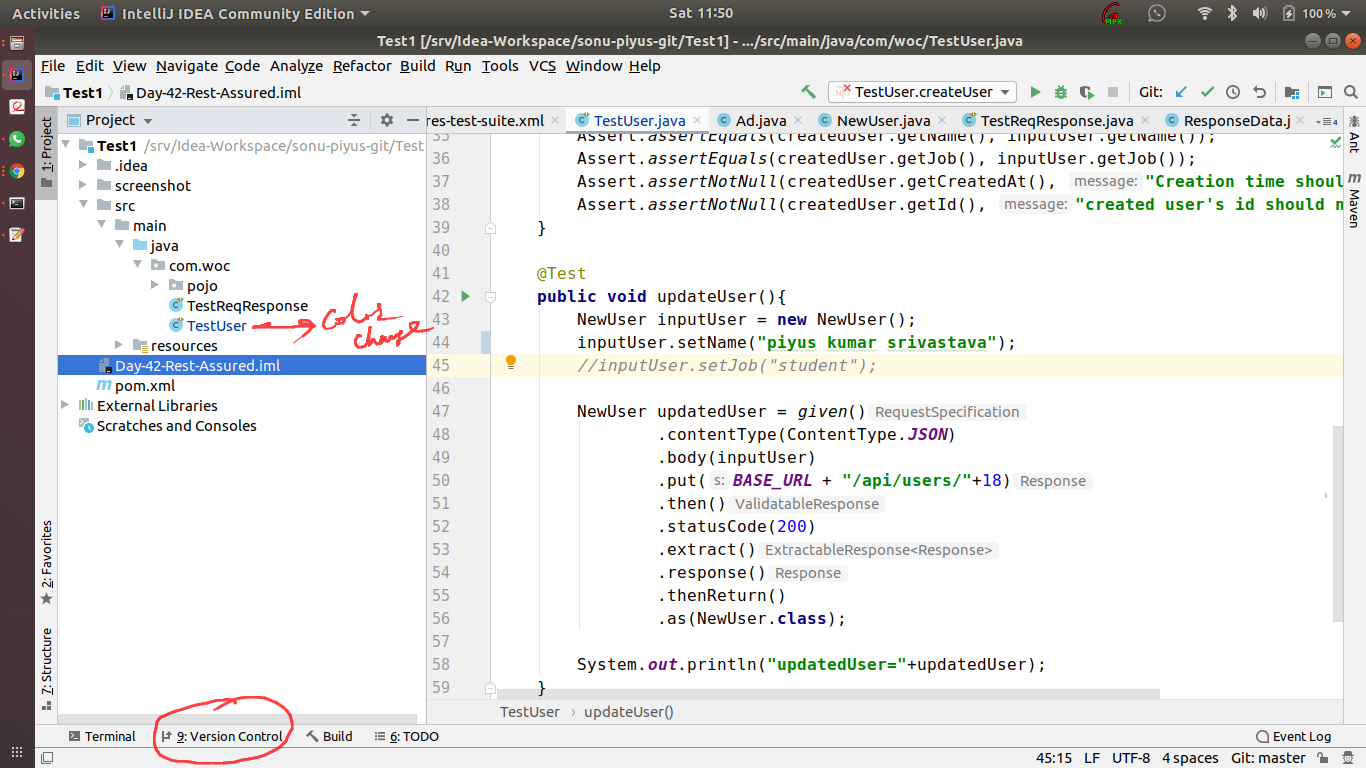 Activities IntelliJ IDEA Community Edition Sat 11:50 MPX 100 %
Test1 [/srv/Idea-Workspace/sonu-piyus-git/Test1] - .../src/main/java/com/woc/TestUser.java
File Edit View Navigate Code Analyze Refactor Build Run Tools VCS Window Help
Test1 Day-42-Rest-Assured.iml TestUser.createUser Git:
Project res-test-suite.xml TestUser.java Ad.java NewUser.java TestReqResponse.java ResponseData.j 4
1: Project
2: Favorites
7: Structure
Test1 /srv/Idea-Workspace/sonu-piyus-git/Test
.idea
screenshot
src
main
java
com.woc
pojo
TestReqResponse
TestUser
color
change
resources
Day-42-Rest-Assured.iml
pom.xml
External Libraries
Scratches and Consoles
35 Assert.assertEquals(createdUser.getName(), inputUser.getName());
36 Assert.assertEquals(createdUser.getJob(), inputUser.getJob());
37 Assert.assertNotNull(createdUser.getCreatedAt(), message: "Creation time shou
38 Assert.assertNotNull(createdUser.getId(), message: "created user's id should n
39 }
40
41 @Test
42 public void updateUser(){
43 NewUser inputUser = new NewUser();
44 inputUser.setName("piyus kumar srivastava");
45 //inputUser.setJob("student");
46
47 NewUser updatedUser = given() RequestSpecification
48 .contentType(ContentType.JSON)
49 .body(inputUser)
50 .put( s: BASE_URL + "/api/users/"+18) Response
51 .then() ValidatableResponse
52 .statusCode(200)
53 .extract() ExtractableResponse<Response>
54 .response() Response
55 .thenReturn()
56 .as(NewUser.class);
57
58 System.out.println("updatedUser="+updatedUser);
59 }
Ant
Maven
TestUser › updateUser()
Terminal 9: Version Control Build 6: TODO Event Log
45:15 LF UTF-8 4 spaces Git: master